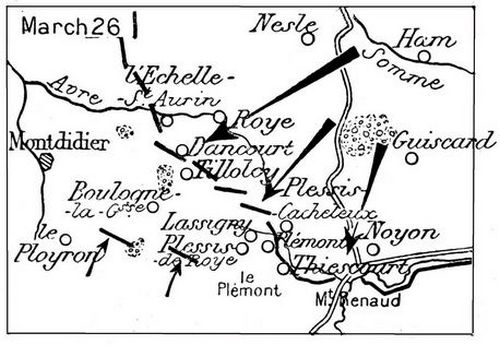 March 26
Nesle
Ham
Somme
l'Echelle-
-St Aurin
Avre
Roye
Dancourt
Tilloloy
Montdidier
Guiscard
Boulogne
-la-Gsse
Plessis-
-Cacheleux
Lassigny
Plémont
Noyon
le
Ployron
Plessis-
de-Roye
Thiescourt
le
Plémont
Mt Renaud